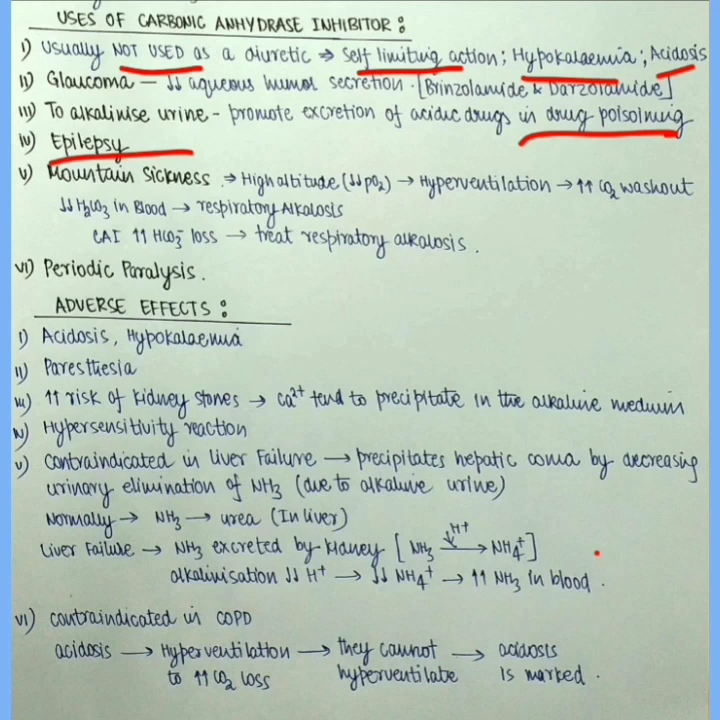 USES OF CARBONIC ANHYDRASE INHIBITOR :
i) Usually NOT USED as a diuretic ⇒ Self limiting action ; Hypokalaemia ; Acidosis
ii) Glaucoma — ↓↓ aqueous humor secretion . [Brinzolamide & Darzolamide]
iii) To alkalinise urine - promote excretion of acidic drugs in drug poisoining
iv) Epilepsy
v) Mountain Sickness . → High altitude (↓↓ pO₂) → Hyperventilation → ↑↑ CO₂ washout
↓↓ H₂CO₃ in Blood → respiratory Alkalosis
CAI ↑↑ HCO₃⁻ loss → treat respiratory alkalosis .
vi) Periodic Paralysis .
ADVERSE EFFECTS :
i) Acidosis , Hypokalaemia
ii) Paresthesia
iii) ↑↑ risk of kidney stones → Ca²⁺ tend to precipitate in the alkaline medium
iv) Hypersensitivity reaction
v) Contraindicated in Liver Failure → precipitates hepatic coma by decreasing
urinary elimination of NH₃ (due to alkaline urine)
Normally → NH₃ → urea (In liver)
Liver Failure → NH₃ excreted by kidney [NH₃ H⁺ → NH₄⁺]
alkalinisation ↓↓ H⁺ → ↓↓ NH₄⁺ → ↑↑ NH₃ in blood .
vi) Contraindicated in COPD
acidosis → Hyperventilation → they cannot → acidosis
to ↑↑ CO₂ loss hyperventilate is marked .